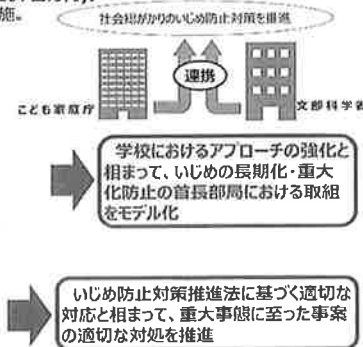 施。
社会総がかりのいじめ防止対策を推進
連携
こども家庭庁
文部科学省
学校におけるアプローチの強化と
相まって、いじめの長期化・重大
化防止の首長部局における取組
をモデル化
いじめ防止対策推進法に基づく適切な
対応と相まって、重大事態に至った事案
の適切な対処を推進